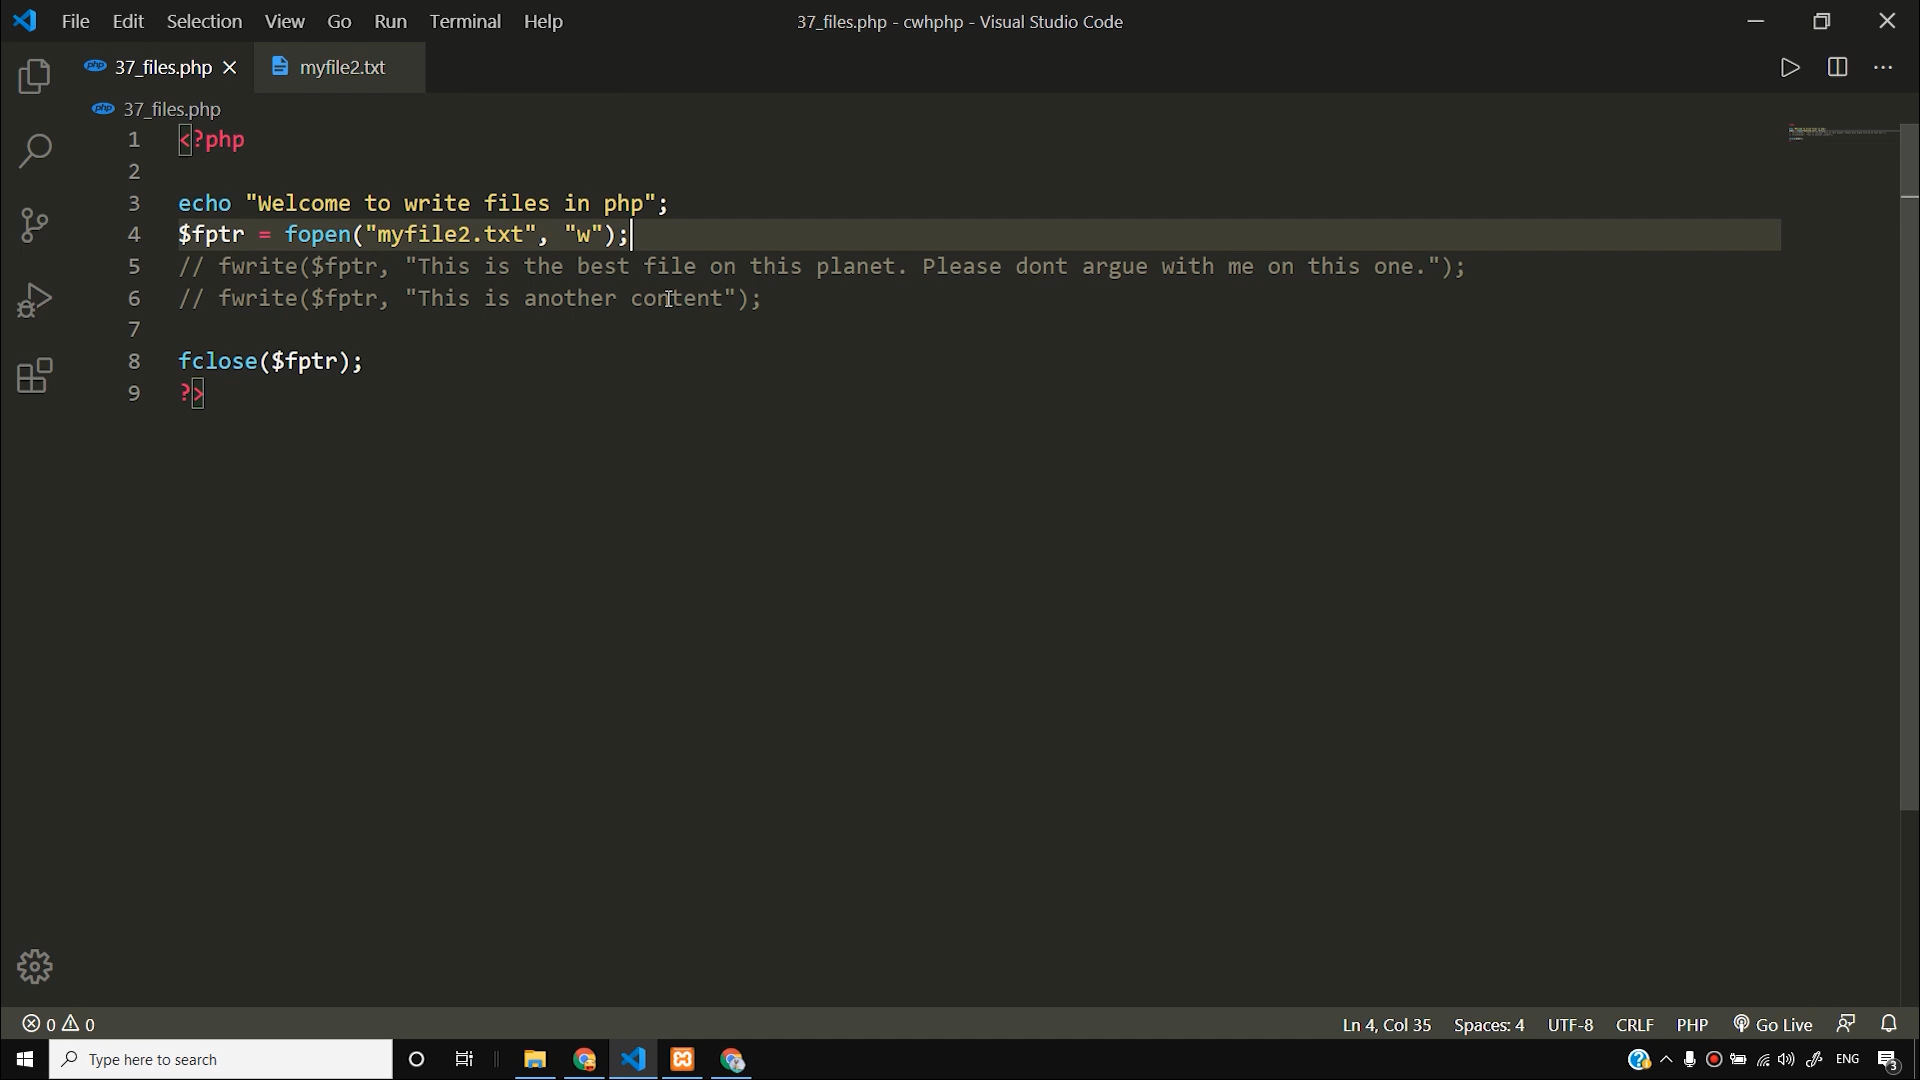 File Edit Selection View Go Run Terminal Help 37_files.php - cwhphp - Visual Studio Code
php 37_files.php myfile2.txt
php 37_files.php
1 <?php
2
3 echo "Welcome to write files in php";
4 $fptr = fopen("myfile2.txt", "w");
5 // fwrite($fptr, "This is the best file on this planet. Please dont argue with me on this one.");
6 // fwrite($fptr, "This is another content");
7
8 fclose($fptr);
9 ?>
0 0 Ln 4, Col 35 Spaces: 4 UTF-8 CRLF PHP Go Live
Type here to search ENG 3